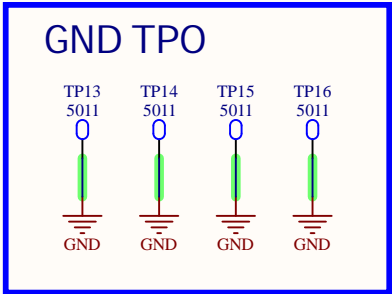 GND TPO
TP13 TP14 TP15 TP16
5011 5011 5011 5011
GND GND GND GND